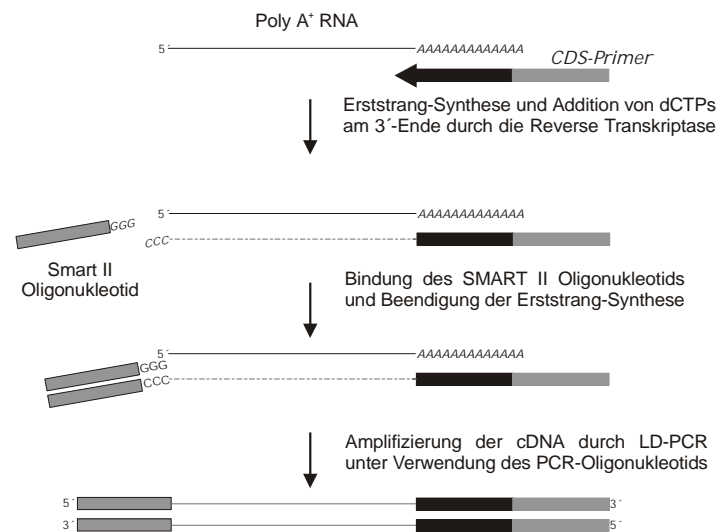 Poly A⁺ RNA
5´ AAAAAAAAAAAAA
CDS-Primer
Erststrang-Synthese und Addition von dCTPs
am 3´-Ende durch die Reverse Transkriptase
5´ AAAAAAAAAAAAA
GGG
CCC
Smart II
Oligonukleotid
Bindung des SMART II Oligonukleotids
und Beendigung der Erststrang-Synthese
5´ AAAAAAAAAAAAA
GGG
CCC
Amplifizierung der cDNA durch LD-PCR
unter Verwendung des PCR-Oligonukleotids
5´ 3´
3´ 5´